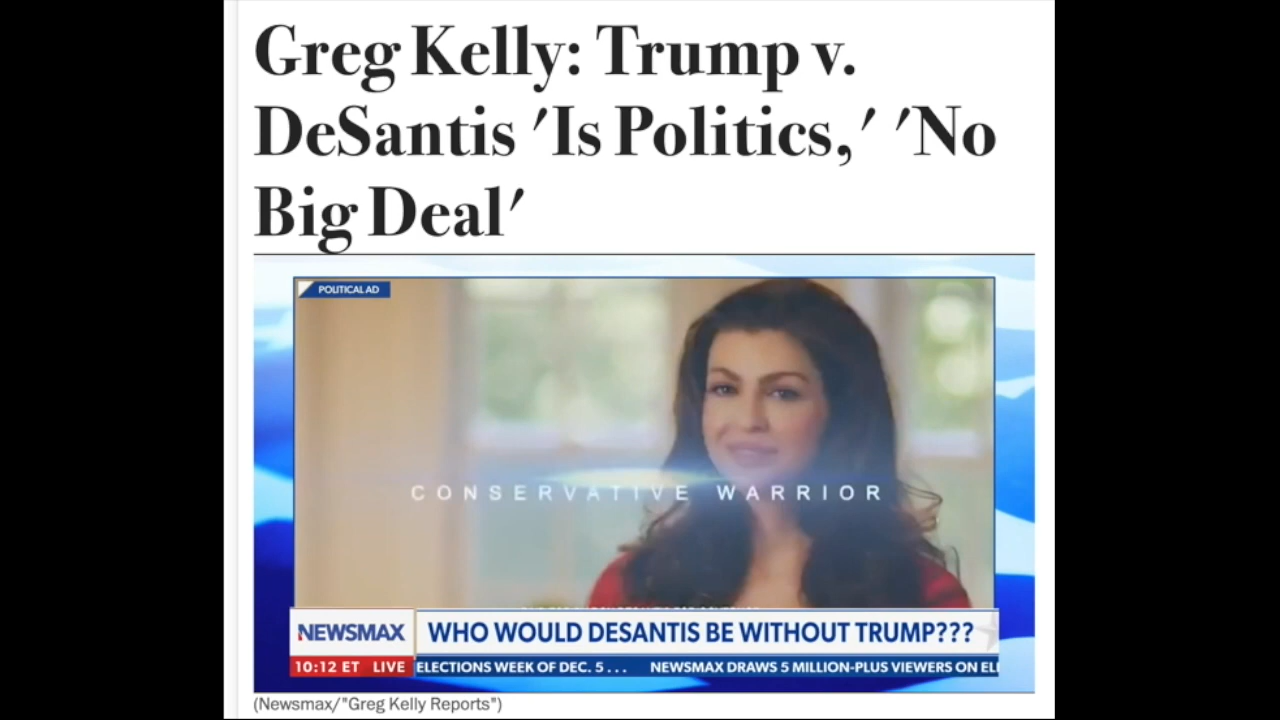 Greg Kelly: Trump v.
DeSantis 'Is Politics,' 'No
Big Deal'
POLITICAL AD
CONSERVATIVE WARRIOR
NEWSMAX
WHO WOULD DESANTIS BE WITHOUT TRUMP???
10:12 ET LIVE
ELECTIONS WEEK OF DEC. 5 . . . NEWSMAX DRAWS 5 MILLION-PLUS VIEWERS ON
(Newsmax/"Greg Kelly Reports")